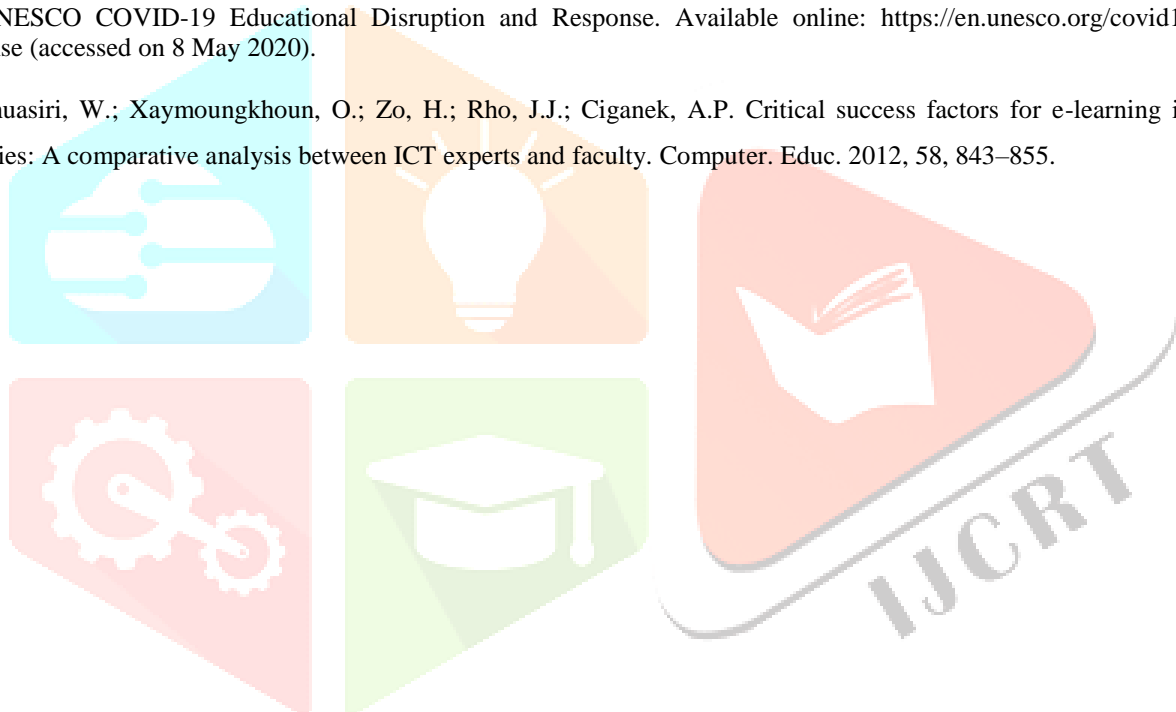 NESCO COVID-19 Educational Disruption and Response. Available online: https://en.unesco.org/covid1
se (accessed on 8 May 2020).
uasiri, W.; Xaymoungkhoun, O.; Zo, H.; Rho, J.J.; Ciganek, A.P. Critical success factors for e-learning i
ies: A comparative analysis between ICT experts and faculty. Computer. Educ. 2012, 58, 843–855.
IJCRT